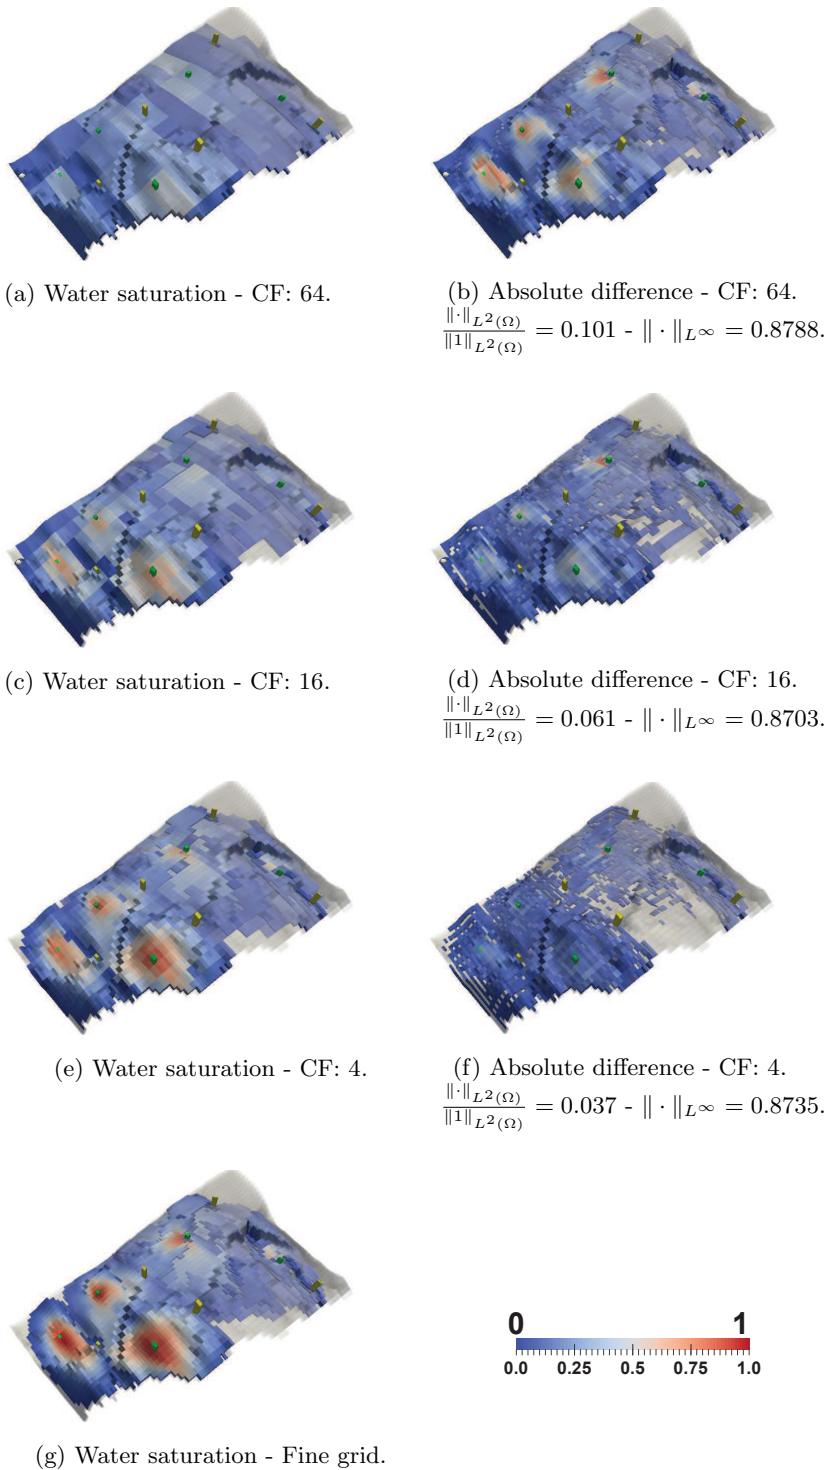 (a) Water saturation - CF: 64.
(b) Absolute difference - CF: 64.
‖·‖L²(Ω) / ‖1‖L²(Ω) = 0.101 - ‖ · ‖L∞ = 0.8788.
(c) Water saturation - CF: 16.
(d) Absolute difference - CF: 16.
‖·‖L²(Ω) / ‖1‖L²(Ω) = 0.061 - ‖ · ‖L∞ = 0.8703.
(e) Water saturation - CF: 4.
(f) Absolute difference - CF: 4.
‖·‖L²(Ω) / ‖1‖L²(Ω) = 0.037 - ‖ · ‖L∞ = 0.8735.
0 1
0.0 0.25 0.5 0.75 1.0
(g) Water saturation - Fine grid.